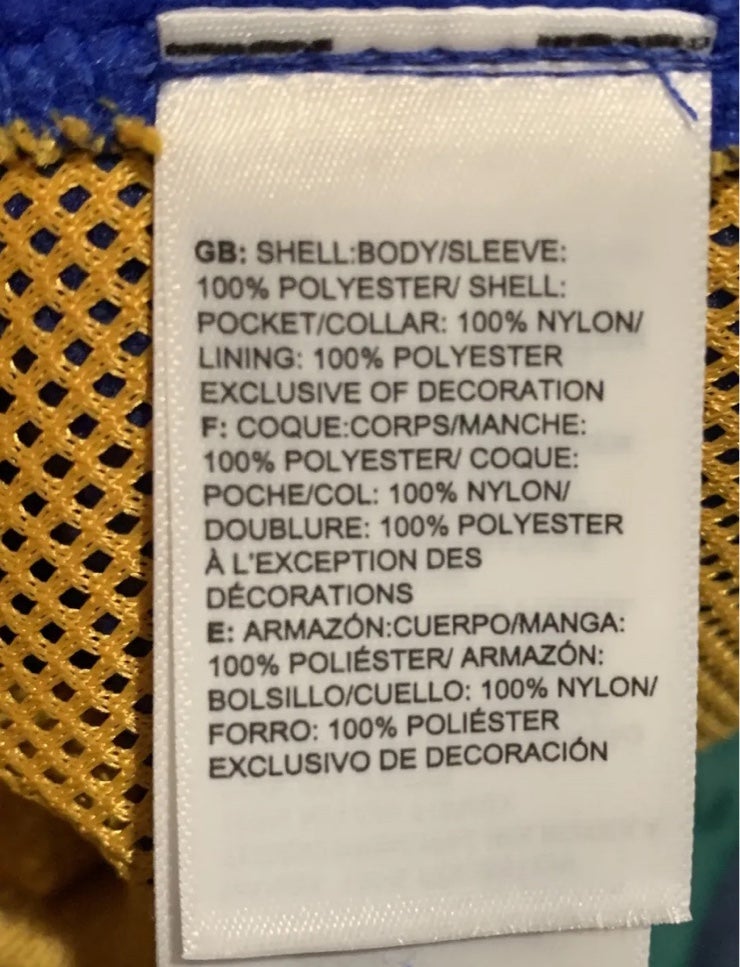 GB: SHELL:BODY/SLEEVE:
100% POLYESTER/ SHELL:
POCKET/COLLAR: 100% NYLON/
LINING: 100% POLYESTER
EXCLUSIVE OF DECORATION
F: COQUE:CORPS/MANCHE:
100% POLYESTER/ COQUE:
POCHE/COL: 100% NYLON/
DOUBLURE: 100% POLYESTER
À L'EXCEPTION DES
DÉCORATIONS
E: ARMAZÓN:CUERPO/MANGA:
100% POLIÉSTER/ ARMAZÓN:
BOLSILLO/CUELLO: 100% NYLON/
FORRO: 100% POLIÉSTER
EXCLUSIVO DE DECORACIÓN